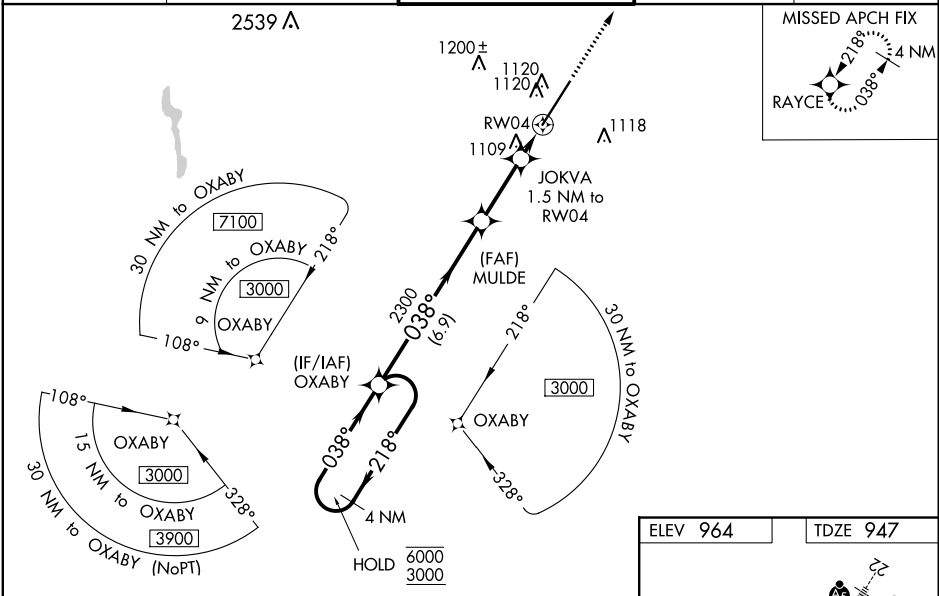 2539
1200±
1120
1120
RW04
1109
1118
JOKVA
1.5 NM to
RW04
MISSED APCH FIX
218°
4 NM
038°
RAYCE
30 NM to OXABY
7100
218°
9 NM to OXABY
3000
OXABY
108°
(FAF)
MULDE
2300
038°
(6.9)
(IF/IAF)
OXABY
038°
218°
4 NM
HOLD 6000
3000
218°
30 NM to OXABY
3000
OXABY
328°
108°
OXABY
15 NM to OXABY
3000
328°
30 NM to OXABY (NoPT)
3900
ELEV 964
TDZE 947
22